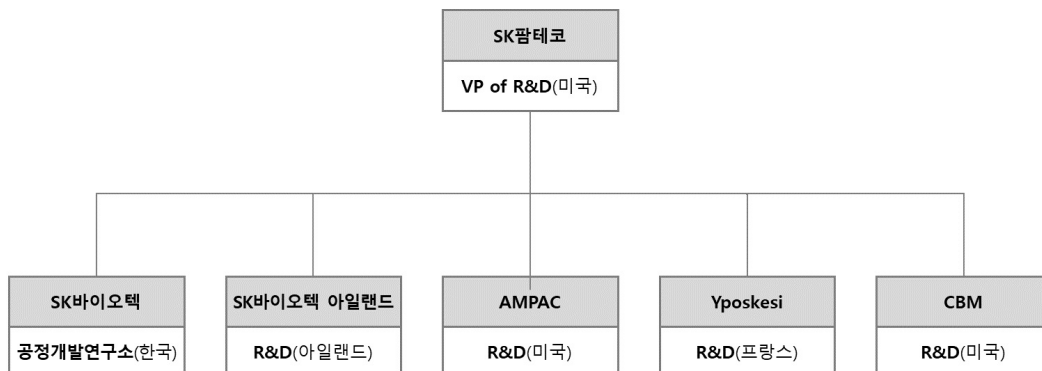 SK팜테코
VP of R&D(미국)
SK바이오텍
공정개발연구소(한국)
SK바이오텍 아일랜드
R&D(아일랜드)
AMPAC
R&D(미국)
Yposkesi
R&D(프랑스)
CBM
R&D(미국)